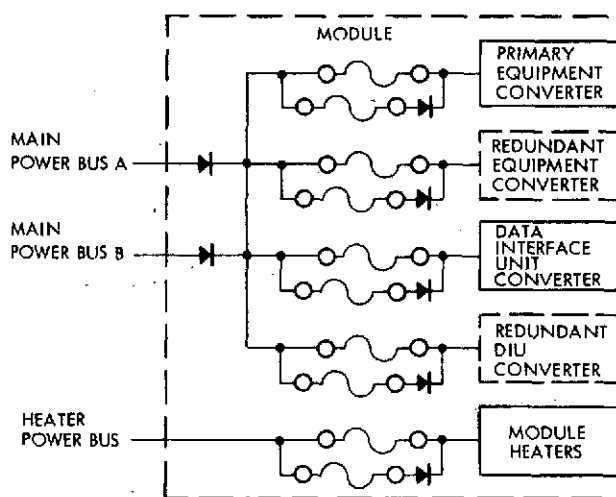 MODULE
PRIMARY
EQUIPMENT
CONVERTER
MAIN
POWER BUS A
REDUNDANT
EQUIPMENT
CONVERTER
MAIN
POWER BUS B
DATA
INTERFACE
UNIT
CONVERTER
REDUNDANT
DIU
CONVERTER
HEATER
POWER BUS
MODULE
HEATERS